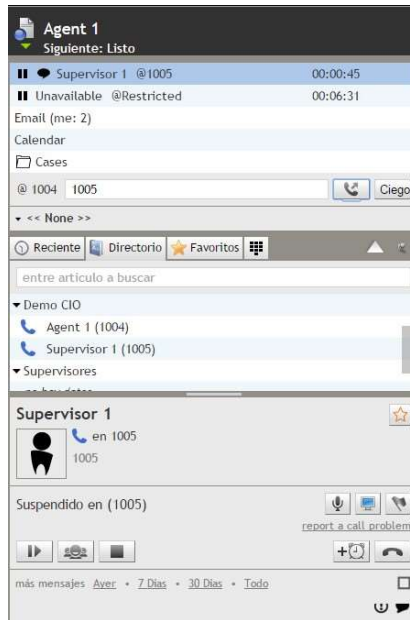 Agent 1
Siguiente: Listo
Supervisor 1 @1005 00:00:45
Unavailable @Restricted 00:06:31
Email (me: 2)
Calendar
Cases
@ 1004 1005 Ciego
<< None >>
Reciente Directorio Favoritos
entre articulo a buscar
Demo CIO
Agent 1 (1004)
Supervisor 1 (1005)
Supervisores
no hay datos
Supervisor 1
en 1005
1005
Suspendido en (1005)
report a call problem
más mensajes Ayer • 7 Días • 30 Días • Todo